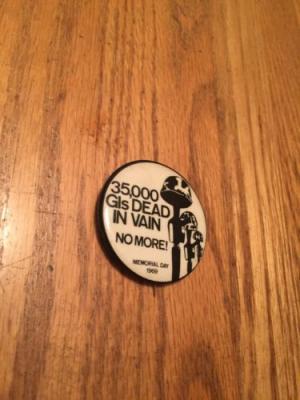 35,000
GIs DEAD
IN VAIN
NO MORE!
MEMORIAL DAY
1969